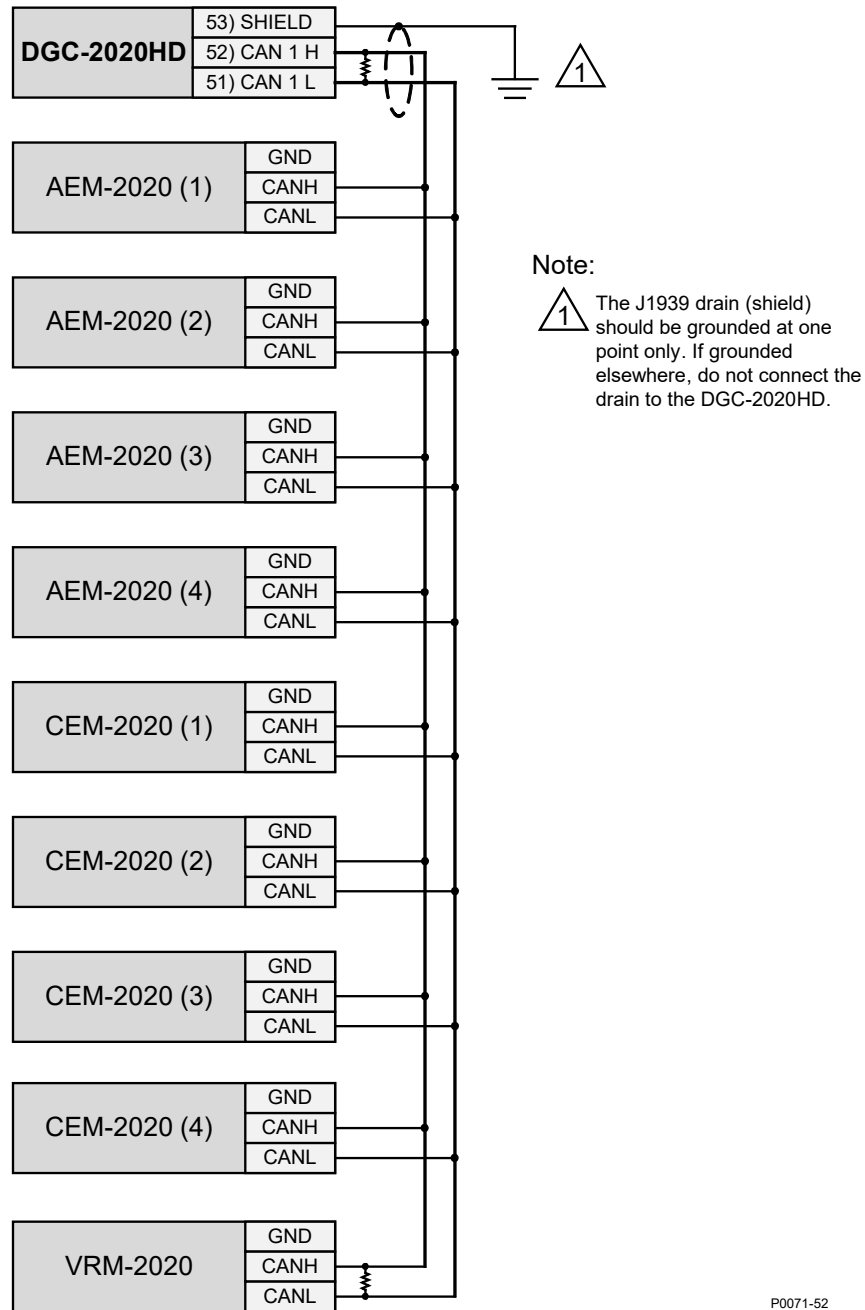 DGC-2020HD
53) SHIELD
52) CAN 1 H
51) CAN 1 L
1
AEM-2020 (1)
GND
CANH
CANL
AEM-2020 (2)
GND
CANH
CANL
Note:
1
The J1939 drain (shield)
should be grounded at one
point only. If grounded
elsewhere, do not connect the
drain to the DGC-2020HD.
AEM-2020 (3)
GND
CANH
CANL
AEM-2020 (4)
GND
CANH
CANL
CEM-2020 (1)
GND
CANH
CANL
CEM-2020 (2)
GND
CANH
CANL
CEM-2020 (3)
GND
CANH
CANL
CEM-2020 (4)
GND
CANH
CANL
VRM-2020
GND
CANH
CANL
P0071-52